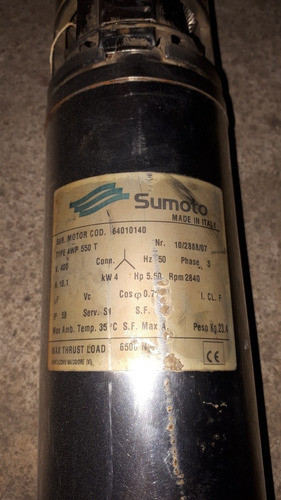 Sumoto
MADE IN ITALY
SUB. MOTOR COD. 64010140
TYPE 4WP 550 T Nr. 10/2888/07
V. 400 Conn. Hz 50 Phase 3
A. 10.1 kW 4 Hp 5.50 Rpm 2840
µF Vc Cos φ 0.7 I. CL. F
IP 58 Serv. S1 S.F.
Max Amb. Temp. 35°C S.F. Max A. Peso Kg. 23.4
MAX THRUST LOAD 6500 N
CE